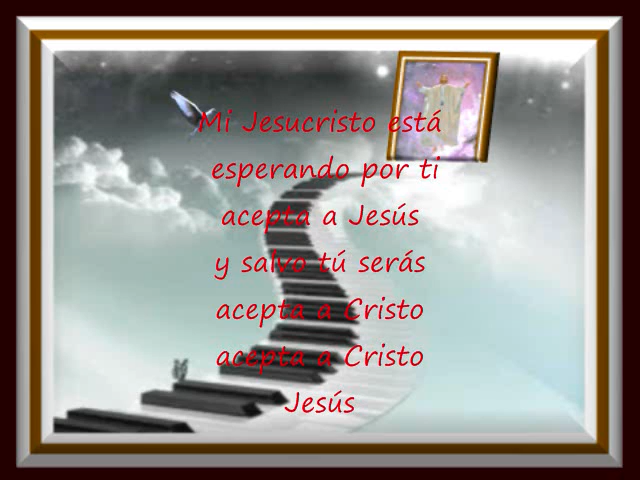 Mi Jesucristo está
esperando por ti
acepta a Jesús
y salvo tú serás
acepta a Cristo
acepta a Cristo
Jesús